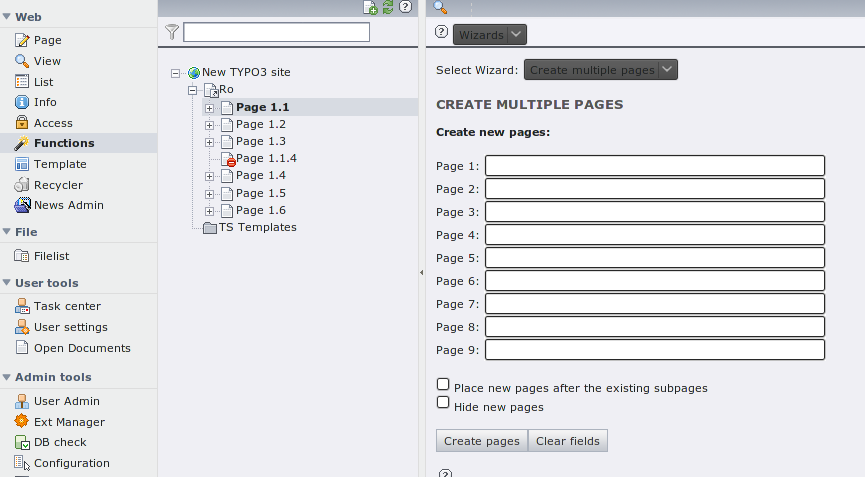 Web
Page
View
List
Info
Access
Functions
Template
Recycler
News Admin
File
Filelist
User tools
Task center
User settings
Open Documents
Admin tools
User Admin
Ext Manager
DB check
Configuration
New TYPO3 site
Ro
Page 1.1
Page 1.2
Page 1.3
Page 1.1.4
Page 1.4
Page 1.5
Page 1.6
TS Templates
Wizards
Select Wizard: Create multiple pages
CREATE MULTIPLE PAGES
Create new pages:
Page 1:
Page 2:
Page 3:
Page 4:
Page 5:
Page 6:
Page 7:
Page 8:
Page 9:
Place new pages after the existing subpages
Hide new pages
Create pages Clear fields